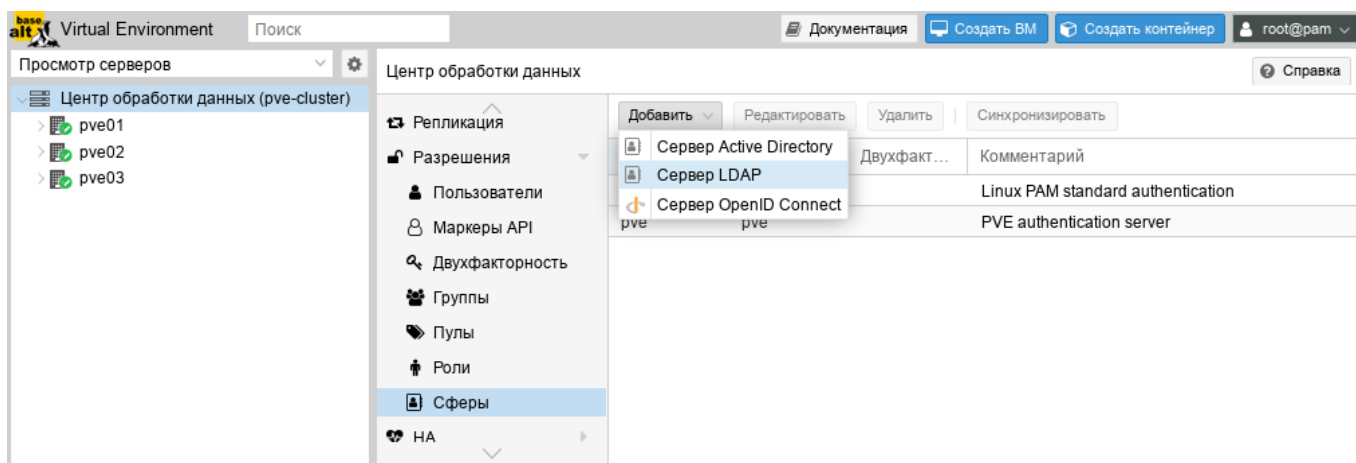 base alt Virtual Environment
Поиск
Документация
Создать ВМ
Создать контейнер
root@pam
Просмотр серверов
Центр обработки данных
Справка
Центр обработки данных (pve-cluster)
pve01
pve02
pve03
Репликация
Разрешения
Пользователи
Маркеры API
Двухфакторность
Группы
Пулы
Роли
Сферы
HA
Добавить
Редактировать
Удалить
Синхронизировать
Сервер Active Directory
Сервер LDAP
Сервер OpenID Connect
Двухфакт...
Комментарий
Linux PAM standard authentication
pve pve PVE authentication server